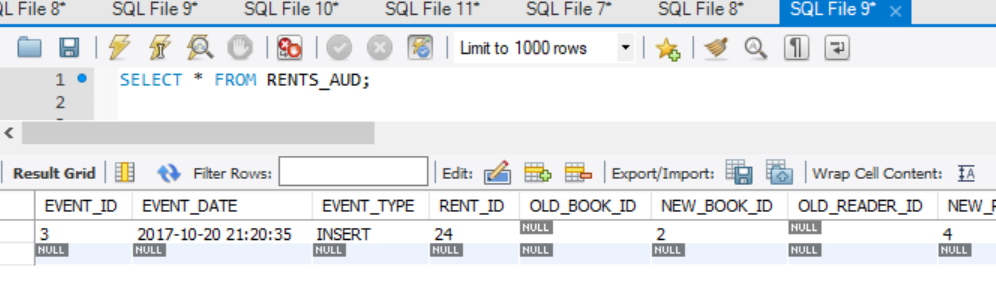 SQL File 8* SQL File 9* SQL File 10* SQL File 11* SQL File 7* SQL File 8* SQL File 9* ×
Limit to 1000 rows
1 SELECT * FROM RENTS_AUD;
2
Result Grid Filter Rows: Edit: Export/Import: Wrap Cell Content: IA
EVENT_ID EVENT_DATE EVENT_TYPE RENT_ID OLD_BOOK_ID NEW_BOOK_ID OLD_READER_ID NEW_
3 2017-10-20 21:20:35 INSERT 24 NULL 2 NULL 4
NULL NULL NULL NULL NULL NULL NULL NULL